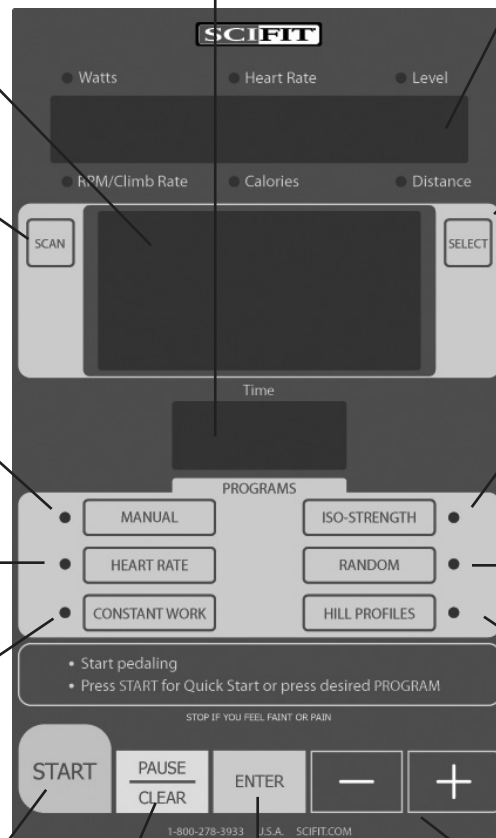 SCIFIT
Watts Heart Rate Level
RPM/Climb Rate Calories Distance
SCAN SELECT
Time
PROGRAMS
MANUAL ISO-STRENGTH
HEART RATE RANDOM
CONSTANT WORK HILL PROFILES
• Start pedaling
• Press START for Quick Start or press desired PROGRAM
STOP IF YOU FEEL FAINT OR PAIN
START PAUSE ENTER — +
CLEAR
1-800-278-3933 U.S.A. SCIFIT.COM